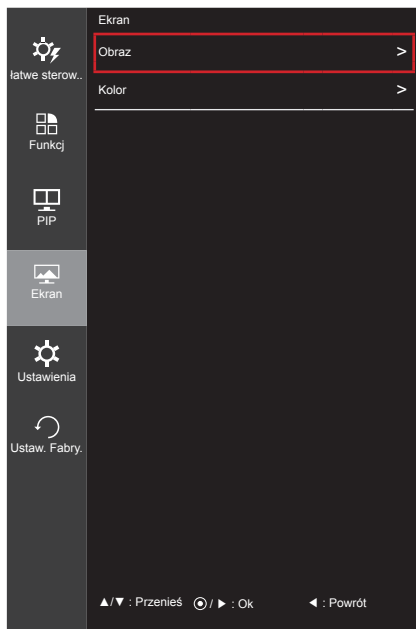 Ekran
Obraz >
Kolor >
łatwe sterow..
Funkcj
PIP
Ekran
Ustawienia
Ustaw. Fabry.
▲/▼ : Przenieś ◉ / ▶ : Ok ◀ : Powrót